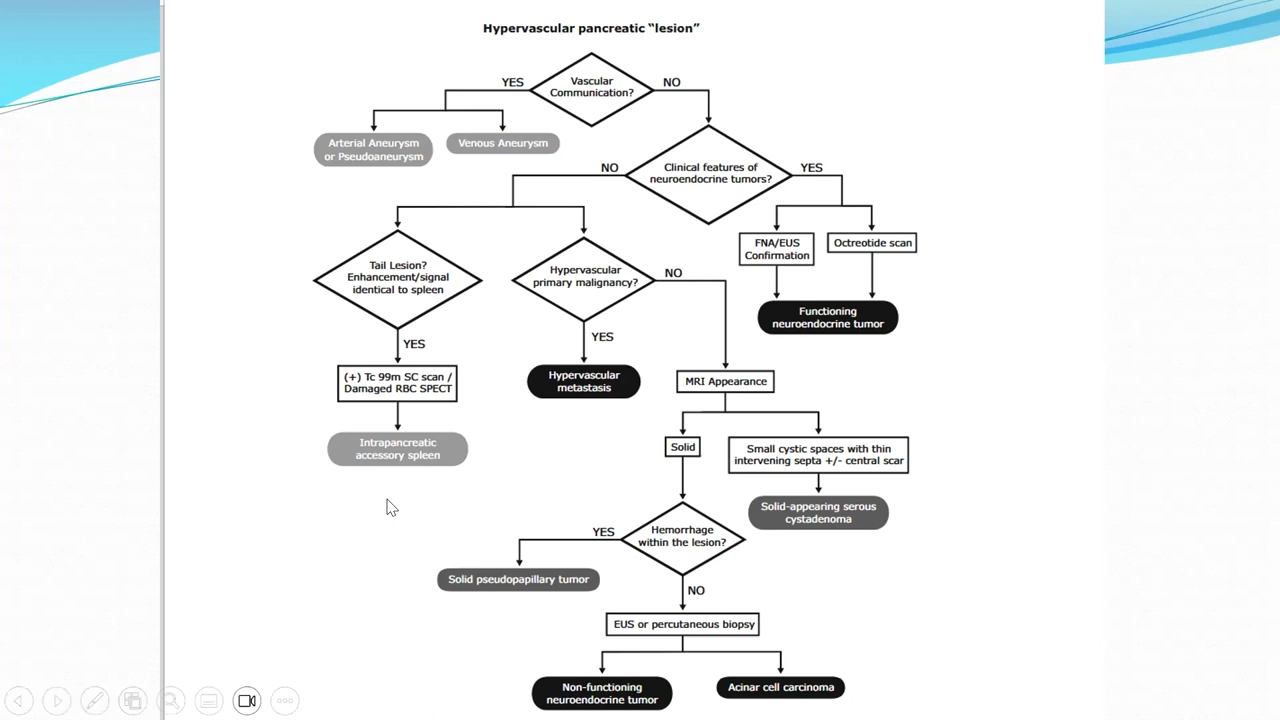 Hypervascular pancreatic “lesion”
Vascular
Communication?
YES
NO
Arterial Aneurysm
or Pseudoaneurysm
Venous Aneurysm
Clinical features of
neuroendocrine tumors?
NO
YES
FNA/EUS
Confirmation
Octreotide scan
Functioning
neuroendocrine tumor
Tail Lesion?
Enhancement/signal
identical to spleen
Hypervascular
primary malignancy?
NO
YES
YES
(+) Tc 99m SC scan /
Damaged RBC SPECT
Hypervascular
metastasis
MRI Appearance
Intrapancreatic
accessory spleen
Solid
Small cystic spaces with thin
intervening septa +/- central scar
Solid-appearing serous
cystadenoma
Hemorrhage
within the lesion?
YES
Solid pseudopapillary tumor
NO
EUS or percutaneous biopsy
Non-functioning
neuroendocrine tumor
Acinar cell carcinoma